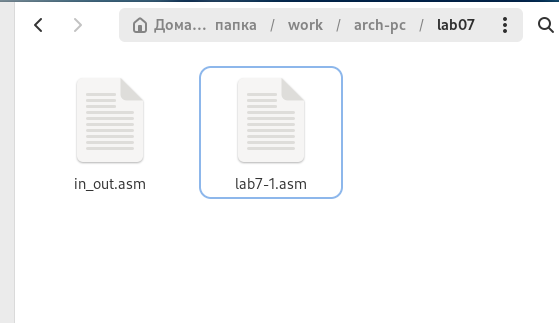 Дома... папка / work / arch-pc / lab07
in_out.asm lab7-1.asm